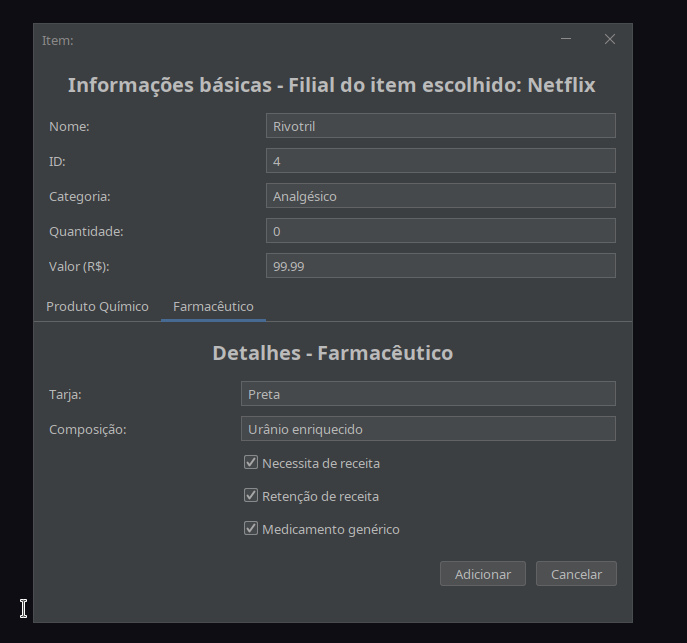 Item:
Informações básicas - Filial do item escolhido: Netflix
Nome: Rivotril
ID: 4
Categoria: Analgésico
Quantidade: 0
Valor (R$): 99.99
Produto Químico Farmacêutico
Detalhes - Farmacêutico
Tarja: Preta
Composição: Urânio enriquecido
Necessita de receita
Retenção de receita
Medicamento genérico
Adicionar Cancelar